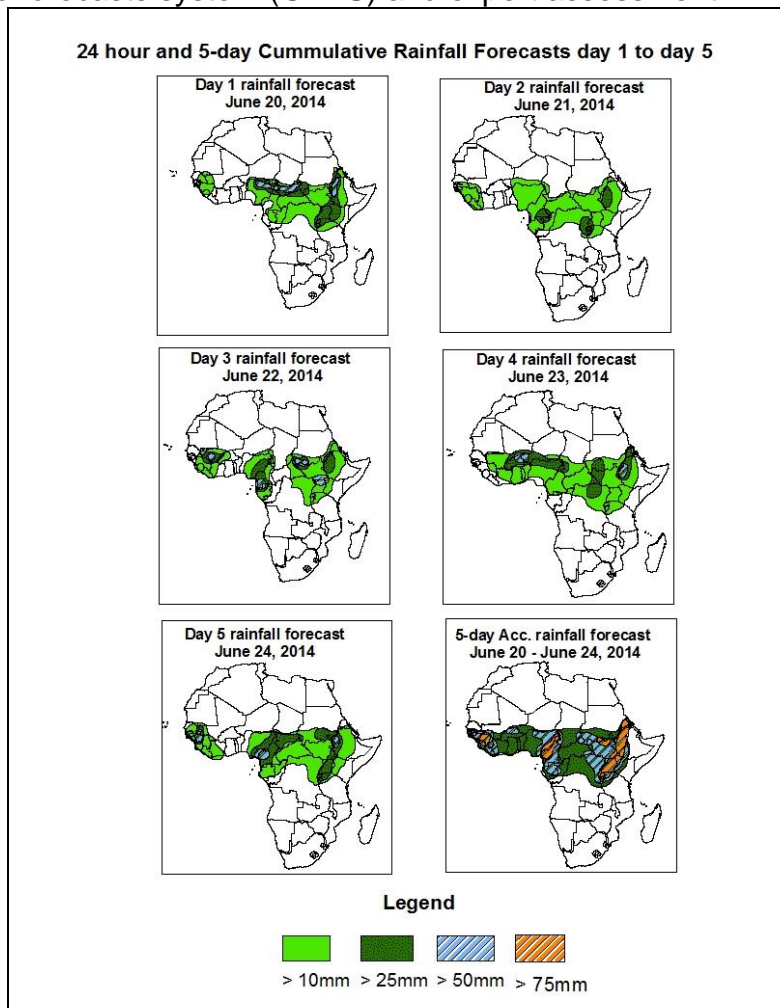 24 hour and 5-day Cummulative Rainfall Forecasts day 1 to day 5
Day 1 rainfall forecast
June 20, 2014
Day 2 rainfall forecast
June 21, 2014
Day 3 rainfall forecast
June 22, 2014
Day 4 rainfall forecast
June 23, 2014
Day 5 rainfall forecast
June 24, 2014
5-day Acc. rainfall forecast
June 20 - June 24, 2014
Legend
> 10mm > 25mm > 50mm > 75mm